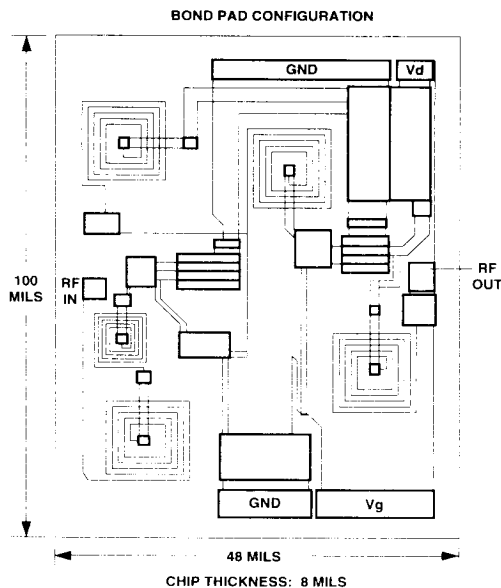 BOND PAD CONFIGURATION
GND
Vd
100
MILS
RF
IN
RF
OUT
GND
Vg
48 MILS
CHIP THICKNESS: 8 MILS